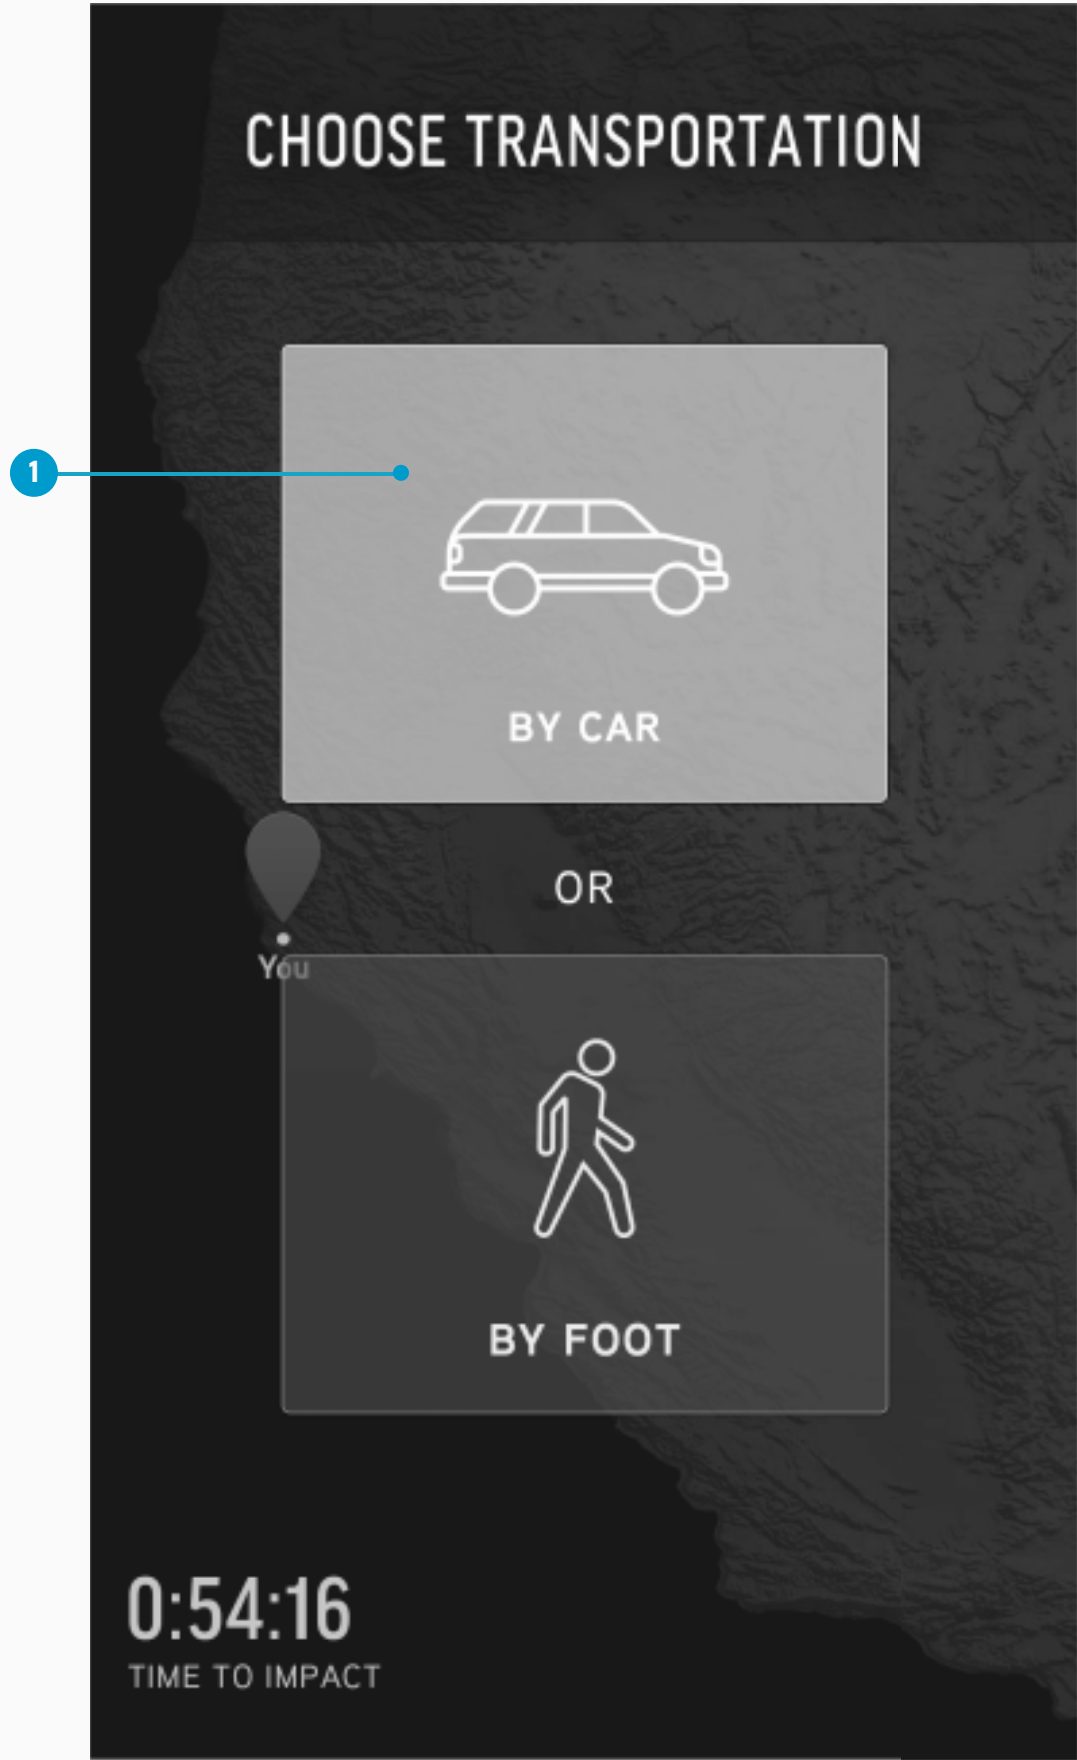 CHOOSE TRANSPORTATION
1
BY CAR
OR
You
BY FOOT
0:54:16
TIME TO IMPACT